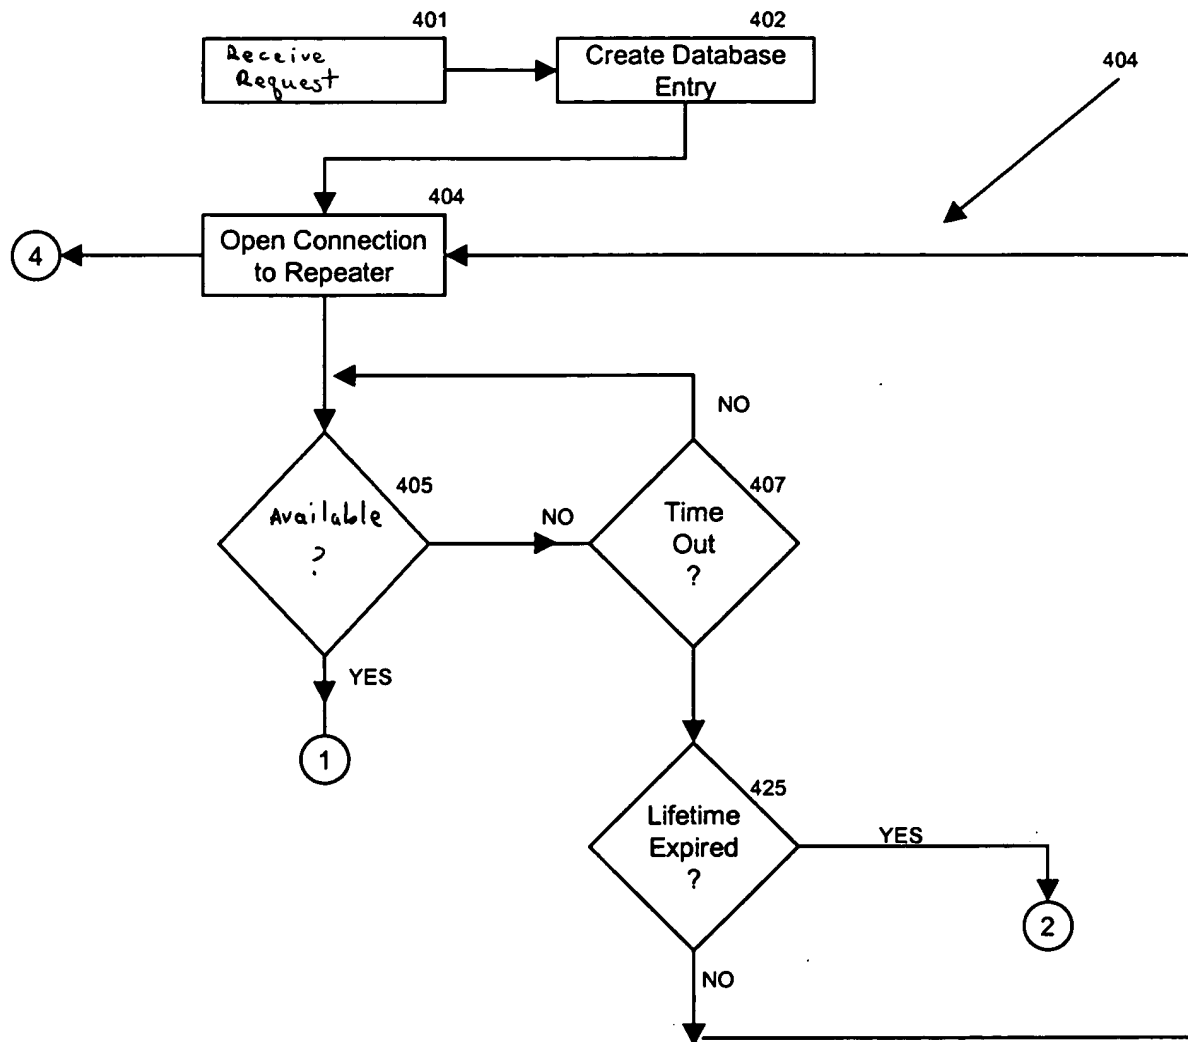 401
402
Receive
Request
Create Database
Entry
404
404
Open Connection
to Repeater
4
NO
405
Available
?
NO
407
Time
Out
?
YES
1
425
Lifetime
Expired
?
YES
2
NO